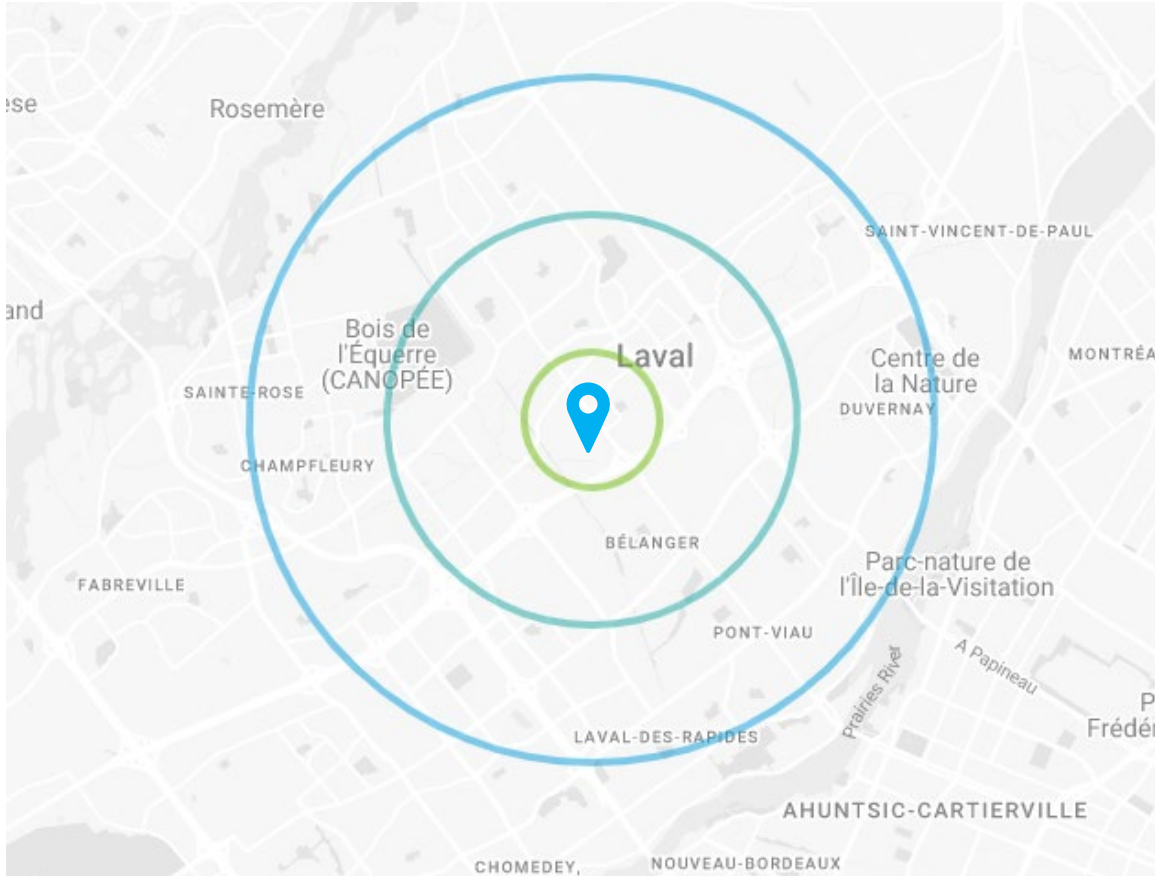 ese
Rosemère
SAINT-VINCENT-DE-PAUL
and
Bois de
l'Équerre
(CANOPÉE)
Laval
Centre de
la Nature
MONTRÉA
SAINTE-ROSE
DUVERNAY
CHAMPFLEURY
BÉLANGER
Parc-nature de
l'Île-de-la-Visitation
FABREVILLE
PONT-VIAU
A Papineau
Prairies River
P
Frédér
LAVAL-DES-RAPIDES
AHUNTSIC-CARTIERVILLE
CHOMEDEY,
NOUVEAU-BORDEAUX